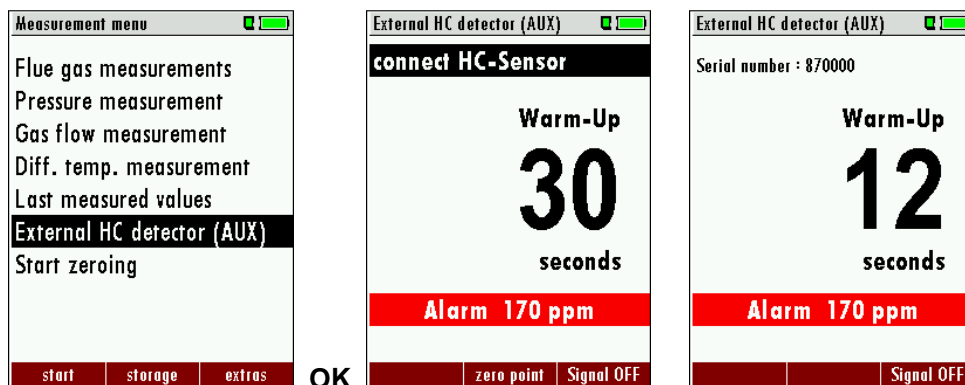 Measurement menu
Flue gas measurements
Pressure measurement
Gas flow measurement
Diff. temp. measurement
Last measured values
External HC detector (AUX)
Start zeroing
start storage extras
OK
External HC detector (AUX)
connect HC-Sensor
Warm-Up
30
seconds
Alarm 170 ppm
zero point Signal OFF
External HC detector (AUX)
Serial number : 870000
Warm-Up
12
seconds
Alarm 170 ppm
Signal OFF